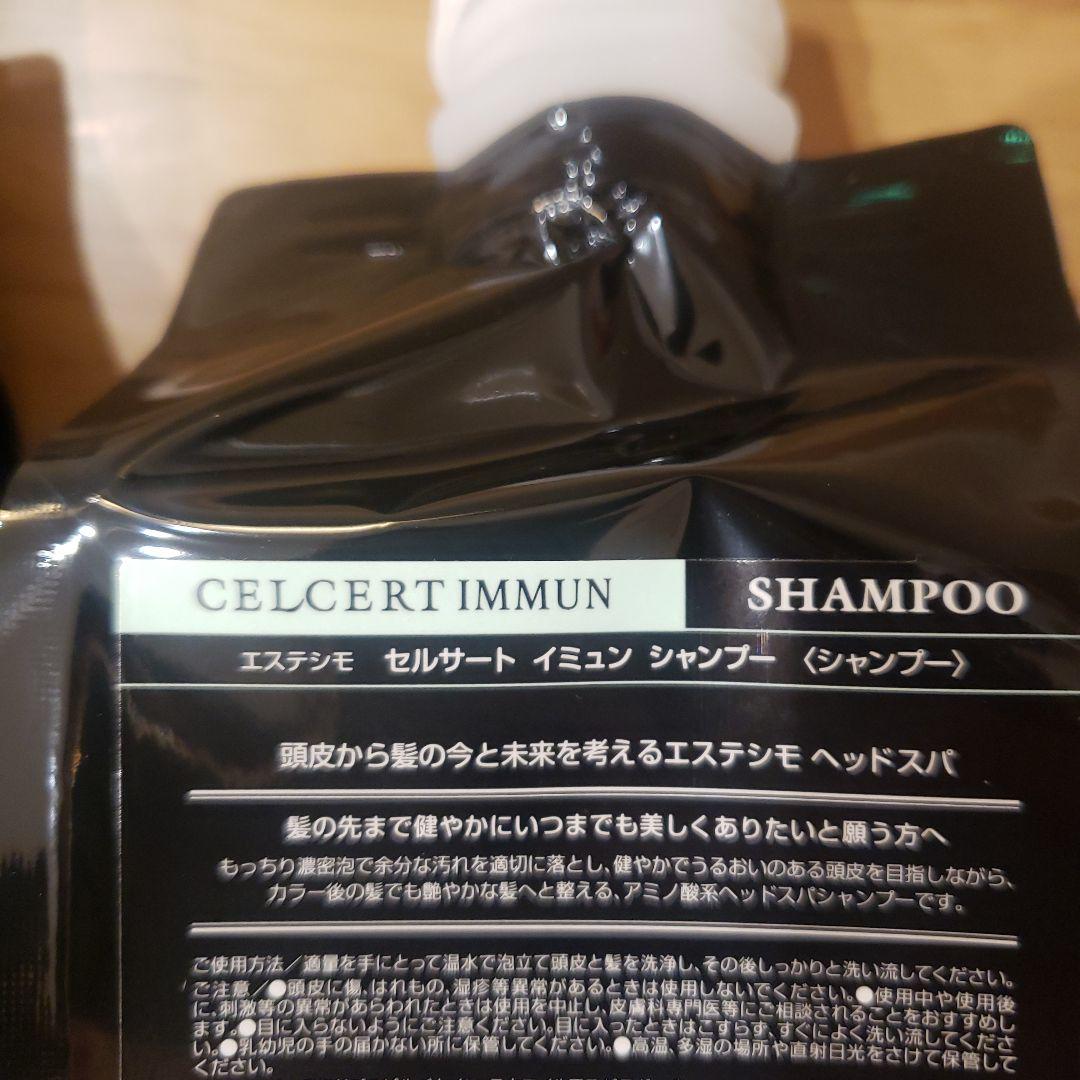 CELCERT IMMUN SHAMPOO
エステシモ セルサート イミュン シャンプー 〈シャンプー〉
頭皮から髪の今と未来を考えるエステシモ ヘッドスパ
髪の先まで健やかにいつまでも美しくありたいと願う方へ
もっちり濃密泡で余分な汚れを適切に落とし、健やかでうるおいのある頭皮を目指しながら、
カラー後の髪でも艶やかな髪へと整える、アミノ酸系ヘッドスパシャンプーです。
ご使用方法／適量を手にとって温水で泡立て頭皮と髪を洗浄し、その後しっかりと洗い流してください。
ご注意／●頭皮に傷、はれもの、湿疹等異常があるときは使用しないでください。●使用中や使用後
に、刺激等の異常があらわれたときは使用を中止し、皮膚科専門医等にご相談されることをおすすめし
ます。●目に入らないようにご注意ください。目に入ったときはこすらず、すぐによく洗い流してくださ
い。●乳幼児の手の届かない所に保管してください。●高温、多湿の場所や直射日光をさけて保管して
ください。